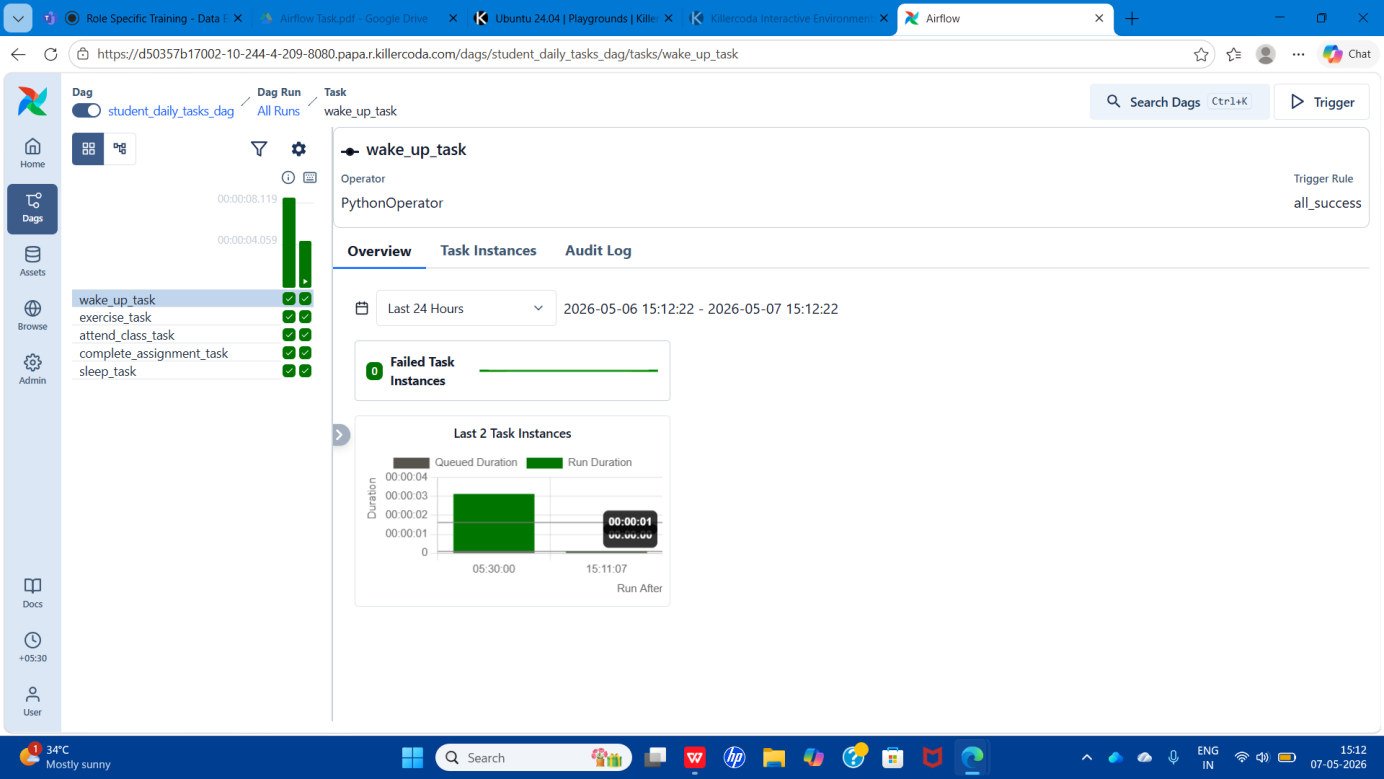 Role Specific Training - Data E
Airflow Task.pdf - Google Drive
Ubuntu 24.04 | Playgrounds | Killer
Killercoda Interactive Environment
Airflow
https://d50357b17002-10-244-4-209-8080.papa.r.killercoda.com/dags/student_daily_tasks_dag/tasks/wake_up_task
Chat
Dag
student_daily_tasks_dag
Dag Run
All Runs
Task
wake_up_task
Search Dags
Ctrl+K
Trigger
Home
Dags
Assets
Browse
Admin
Docs
+05:30
User
00:00:08.119
00:00:04.059
wake_up_task
exercise_task
attend_class_task
complete_assignment_task
sleep_task
wake_up_task
Operator
Trigger Rule
PythonOperator
all_success
Overview
Task Instances
Audit Log
Last 24 Hours
2026-05-06 15:12:22 - 2026-05-07 15:12:22
0
Failed Task
Instances
Last 2 Task Instances
Queued Duration
Run Duration
Duration
00:00:04
00:00:03
00:00:02
00:00:01
0
00:00:01
00:00:00
05:30:00
15:11:07
Run After
1
34°C
Mostly sunny
Search
ENG
IN
15:12
07-05-2026